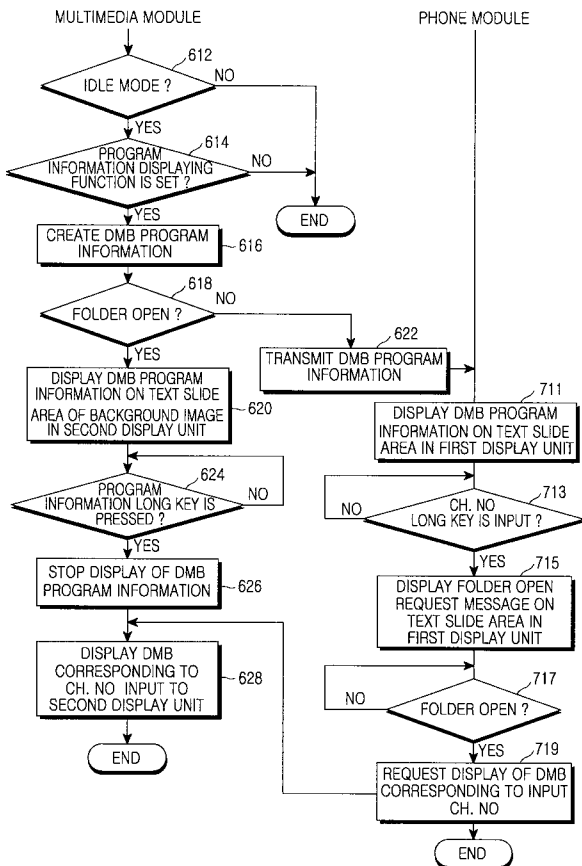 MULTIMEDIA MODULE
PHONE MODULE
612
IDLE MODE ?
NO
YES
614
PROGRAM
INFORMATION DISPLAYING
FUNCTION IS SET ?
NO
YES
END
CREATE DMB PROGRAM
INFORMATION
616
618
FOLDER OPEN ?
NO
YES
622
TRANSMIT DMB PROGRAM
INFORMATION
DISPLAY DMB PROGRAM
INFORMATION ON TEXT SLIDE
AREA OF BACKGROUND IMAGE
IN SECOND DISPLAY UNIT
620
711
DISPLAY DMB PROGRAM
INFORMATION ON TEXT SLIDE
AREA IN FIRST DISPLAY UNIT
624
PROGRAM
INFORMATION LONG KEY IS
PRESSED ?
NO
YES
713
CH. NO
LONG KEY IS INPUT ?
NO
YES
STOP DISPLAY OF DMB
PROGRAM INFORMATION
626
715
DISPLAY FOLDER OPEN
REQUEST MESSAGE ON
TEXT SLIDE AREA IN
FIRST DISPLAY UNIT
DISPLAY DMB
CORRESPONDING TO
CH. NO INPUT TO
SECOND DISPLAY UNIT
628
717
FOLDER OPEN ?
NO
YES
END
719
REQUEST DISPLAY OF DMB
CORRESPONDING TO INPUT
CH. NO
END